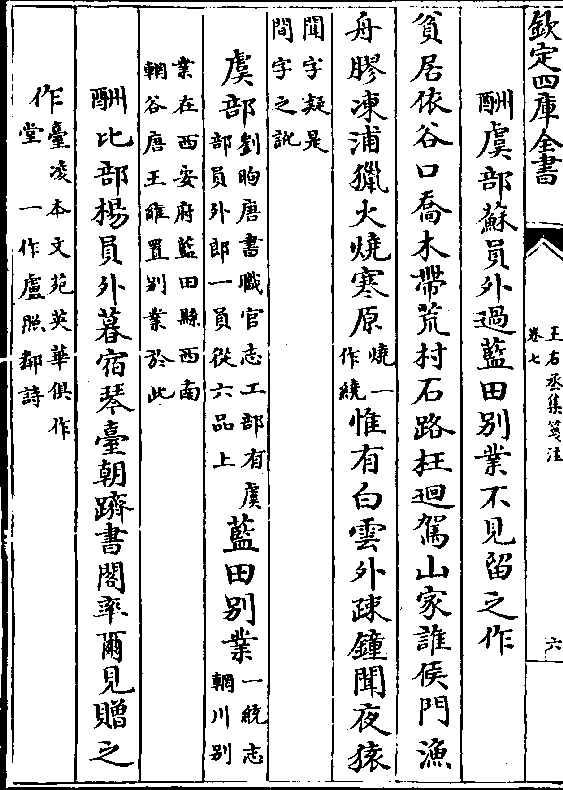 欽定四庫全書
王右丞集箋注
卷七
六
酬虞部蘇員外過藍田别業不見留之作
貧居依谷口喬木帶荒村石路枉迴駕山家誰候門漁
舟膠凍浦獵火燒寒原燒一作繞惟有白雲外疎鐘聞夜猿
聞字疑是
間字之訛
虞部劉昫唐書職官志工部有虞部員外郎一員從六品上藍田别業一統志輞川别
業在西安府藍田縣西南
輞谷唐王維置别業於此
酬比部楊員外暮宿琴臺朝躋書閣率爾見贈之
作臺凌本文苑英華俱作堂一作盧照鄰詩